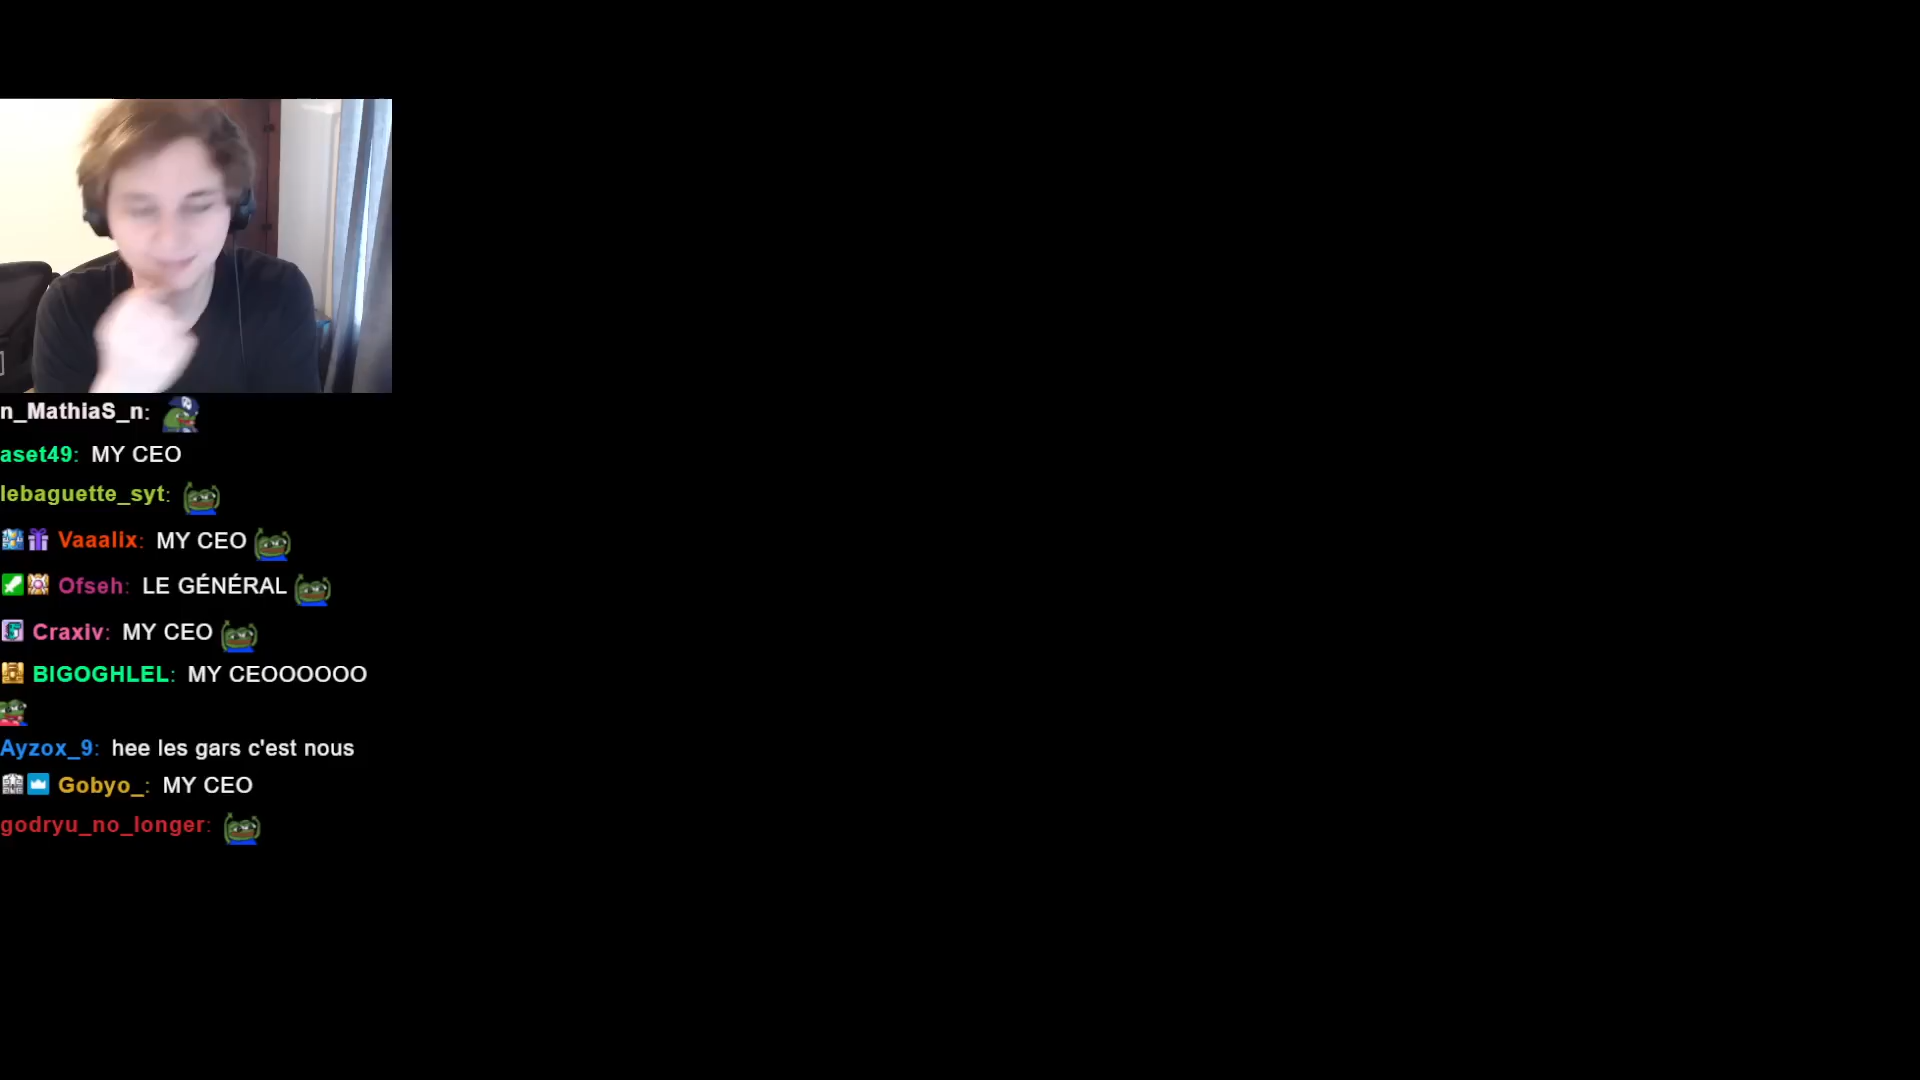 n_MathiaS_n:
aset49: MY CEO
lebaguette_syt:
Vaaalix: MY CEO
Ofseh: LE GÉNÉRAL
Craxiv: MY CEO
BIGOGHLEL: MY CEOOOOOO
Ayzox_9: hee les gars c'est nous
Gobyo_: MY CEO
godryu_no_longer: